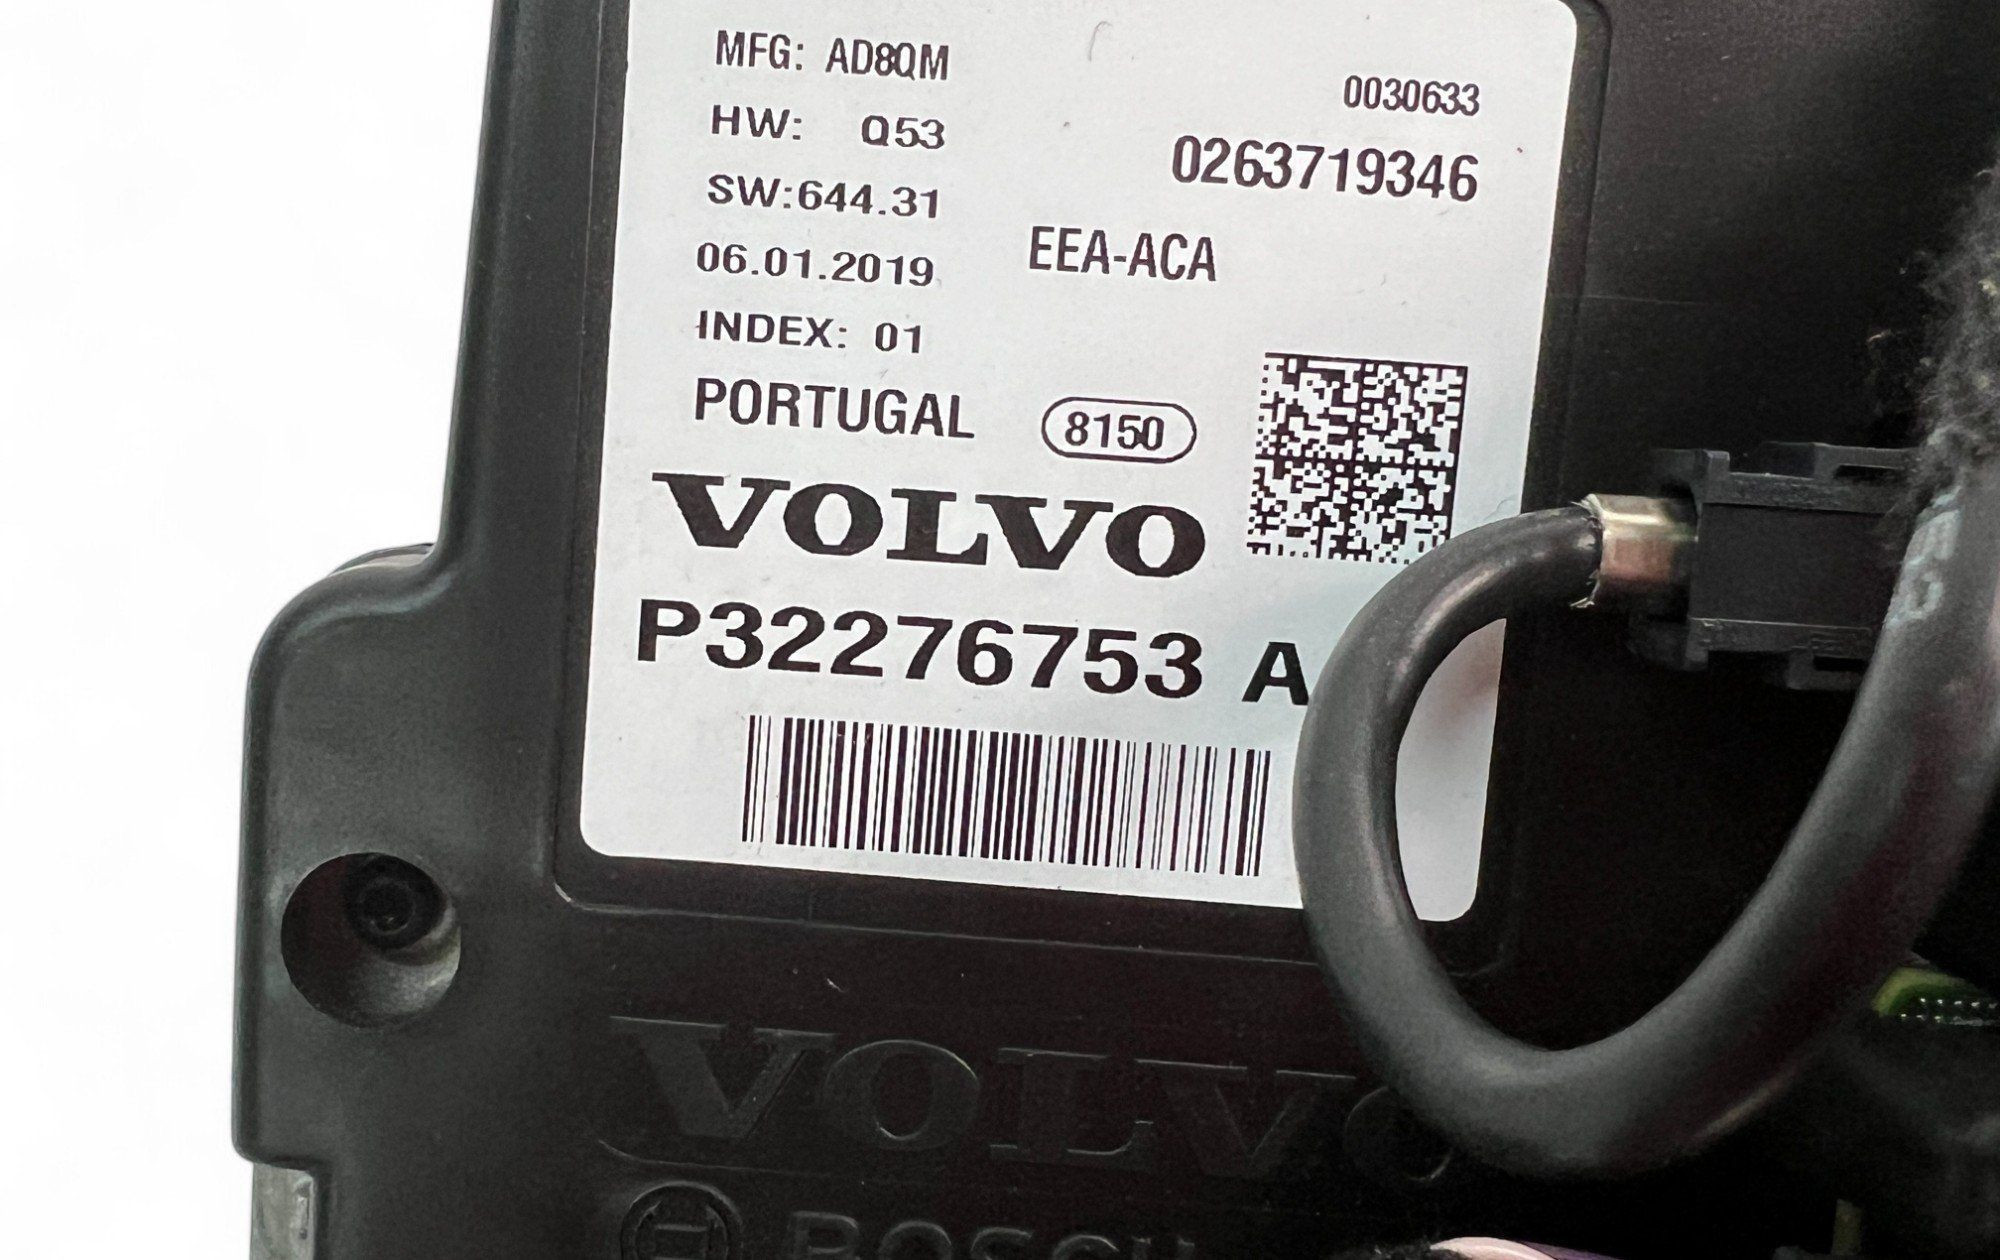 MFG: AD8QM
0030633
HW: Q53
0263719346
SW:644.31
EEA-ACA
06.01.2019
INDEX: 01
PORTUGAL
8150
VOLVO
P32276753 A
VOLVO
BOSCH